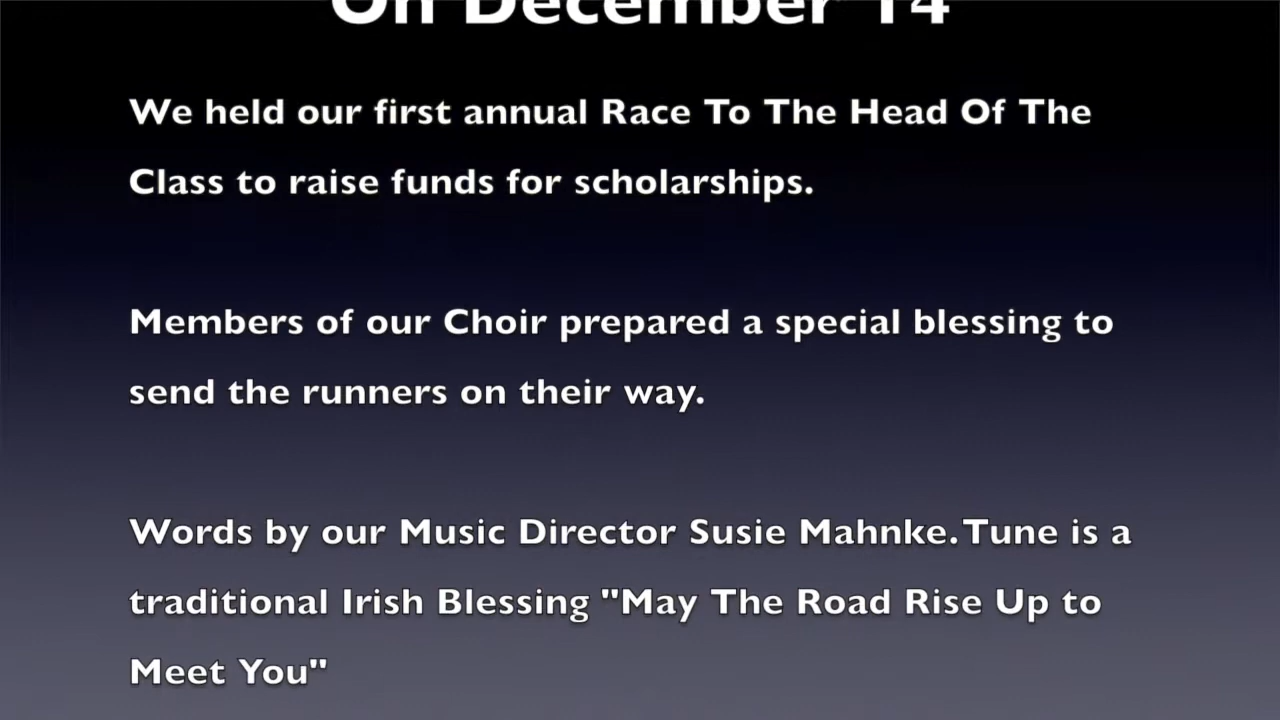 On December 14
We held our first annual Race To The Head Of The
Class to raise funds for scholarships.
Members of our Choir prepared a special blessing to
send the runners on their way.
Words by our Music Director Susie Mahnke. Tune is a
traditional Irish Blessing "May The Road Rise Up to
Meet You"